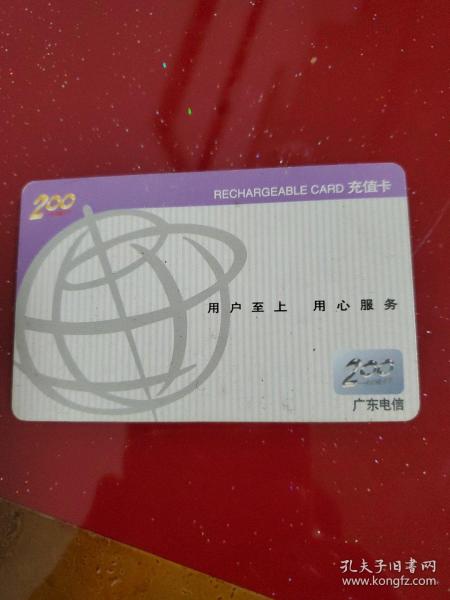 200
RECHARGEABLE CARD 充值卡
用户至上 用心服务
200
广东电信
孔夫子旧书网
www.kongfz.com